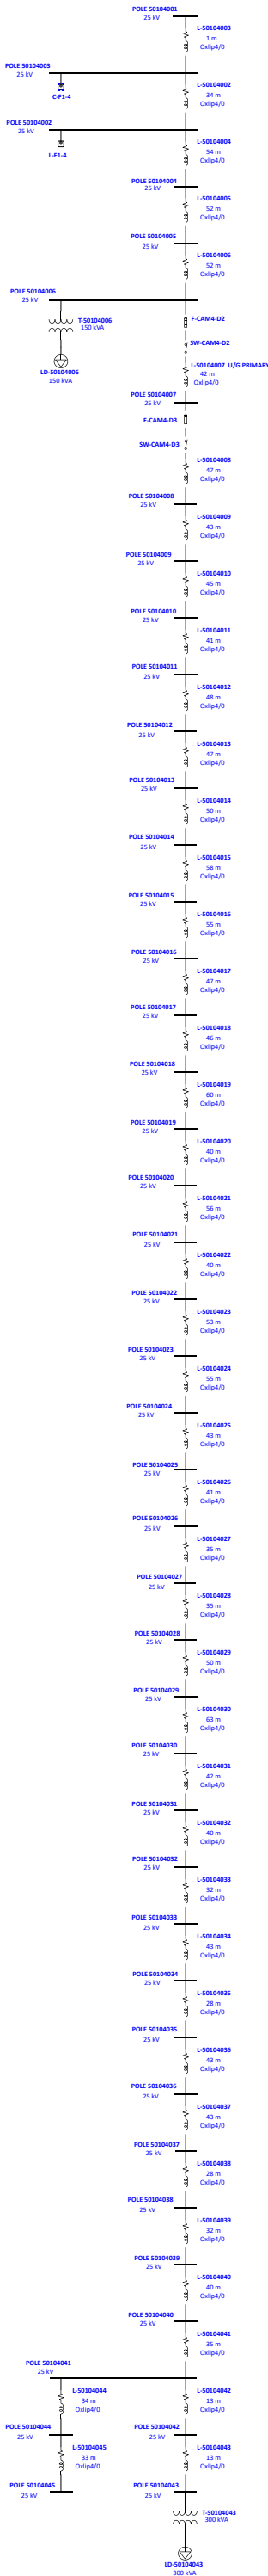 POLE S0104001
25 kV
L-S0104003
1 m
Oxlip4/0
POLE S0104003
25 kV
C-F1-4
L-S0104002
34 m
Oxlip4/0
POLE S0104002
25 kV
L-F1-4
L-S0104004
54 m
Oxlip4/0
POLE S0104004
25 kV
L-S0104005
52 m
Oxlip4/0
POLE S0104005
25 kV
L-S0104006
52 m
Oxlip4/0
POLE S0104006
25 kV
T-S0104006
150 kVA
LD-S0104006
150 kVA
F-CAM4-D2
SW-CAM4-D2
L-S0104007 U/G PRIMARY
42 m
Oxlip4/0
POLE S0104007
25 kV
F-CAM4-D3
SW-CAM4-D3
L-S0104008
47 m
Oxlip4/0
POLE S0104008
25 kV
L-S0104009
43 m
Oxlip4/0
POLE S0104009
25 kV
L-S0104010
45 m
Oxlip4/0
POLE S0104010
25 kV
L-S0104011
41 m
Oxlip4/0
POLE S0104011
25 kV
L-S0104012
48 m
Oxlip4/0
POLE S0104012
25 kV
L-S0104013
47 m
Oxlip4/0
POLE S0104013
25 kV
L-S0104014
50 m
Oxlip4/0
POLE S0104014
25 kV
L-S0104015
58 m
Oxlip4/0
POLE S0104015
25 kV
L-S0104016
55 m
Oxlip4/0
POLE S0104016
25 kV
L-S0104017
47 m
Oxlip4/0
POLE S0104017
25 kV
L-S0104018
46 m
Oxlip4/0
POLE S0104018
25 kV
L-S0104019
60 m
Oxlip4/0
POLE S0104019
25 kV
L-S0104020
40 m
Oxlip4/0
POLE S0104020
25 kV
L-S0104021
56 m
Oxlip4/0
POLE S0104021
25 kV
L-S0104022
40 m
Oxlip4/0
POLE S0104022
25 kV
L-S0104023
53 m
Oxlip4/0
POLE S0104023
25 kV
L-S0104024
55 m
Oxlip4/0
POLE S0104024
25 kV
L-S0104025
43 m
Oxlip4/0
POLE S0104025
25 kV
L-S0104026
41 m
Oxlip4/0
POLE S0104026
25 kV
L-S0104027
35 m
Oxlip4/0
POLE S0104027
25 kV
L-S0104028
35 m
Oxlip4/0
POLE S0104028
25 kV
L-S0104029
50 m
Oxlip4/0
POLE S0104029
25 kV
L-S0104030
63 m
Oxlip4/0
POLE S0104030
25 kV
L-S0104031
42 m
Oxlip4/0
POLE S0104031
25 kV
L-S0104032
40 m
Oxlip4/0
POLE S0104032
25 kV
L-S0104033
32 m
Oxlip4/0
POLE S0104033
25 kV
L-S0104034
43 m
Oxlip4/0
POLE S0104034
25 kV
L-S0104035
28 m
Oxlip4/0
POLE S0104035
25 kV
L-S0104036
43 m
Oxlip4/0
POLE S0104036
25 kV
L-S0104037
43 m
Oxlip4/0
POLE S0104037
25 kV
L-S0104038
28 m
Oxlip4/0
POLE S0104038
25 kV
L-S0104039
32 m
Oxlip4/0
POLE S0104039
25 kV
L-S0104040
40 m
Oxlip4/0
POLE S0104040
25 kV
L-S0104041
35 m
Oxlip4/0
POLE S0104041
25 kV
L-S0104044
34 m
Oxlip4/0
L-S0104042
13 m
Oxlip4/0
POLE S0104044
25 kV
POLE S0104042
25 kV
L-S0104045
33 m
Oxlip4/0
L-S0104043
13 m
Oxlip4/0
POLE S0104045
25 kV
POLE S0104043
25 kV
T-S0104043
300 kVA
LD-S0104043
300 kVA